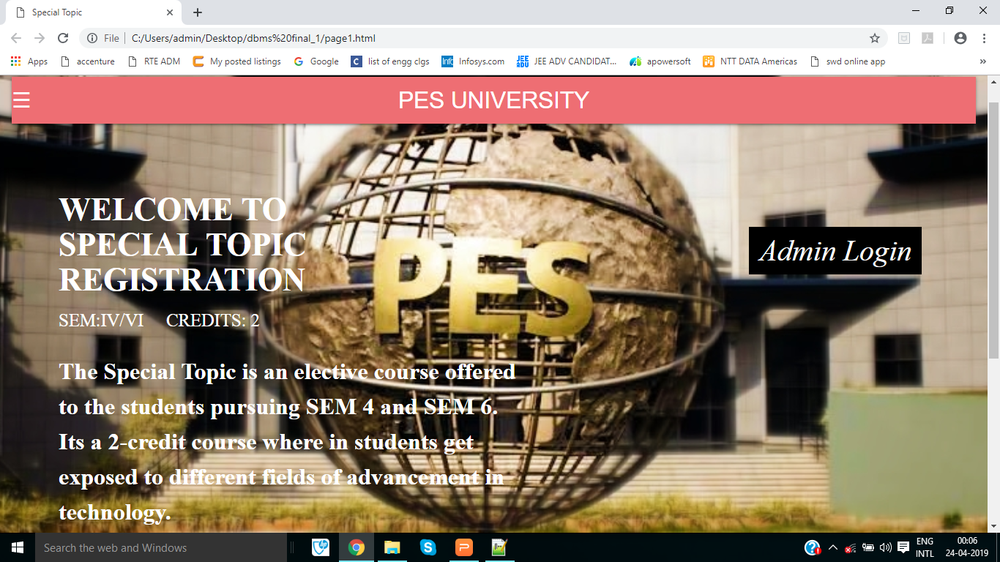 Special Topic
File
C:/Users/admin/Desktop/dbms%20final_1/page1.html
Apps
accenture
RTE ADM
My posted listings
Google
list of engg clgs
Infosys.com
JEE ADV CANDIDAT...
apowersoft
NTT DATA Americas
swd online app
PES UNIVERSITY
WELCOME TO
SPECIAL TOPIC
REGISTRATION
PES
Admin Login
SEM:IV/VI CREDITS: 2
The Special Topic is an elective course offered
to the students pursuing SEM 4 and SEM 6.
Its a 2-credit course where in students get
exposed to different fields of advancement in
technology.
Search the web and Windows
ENG
INTL
00:06
24-04-2019